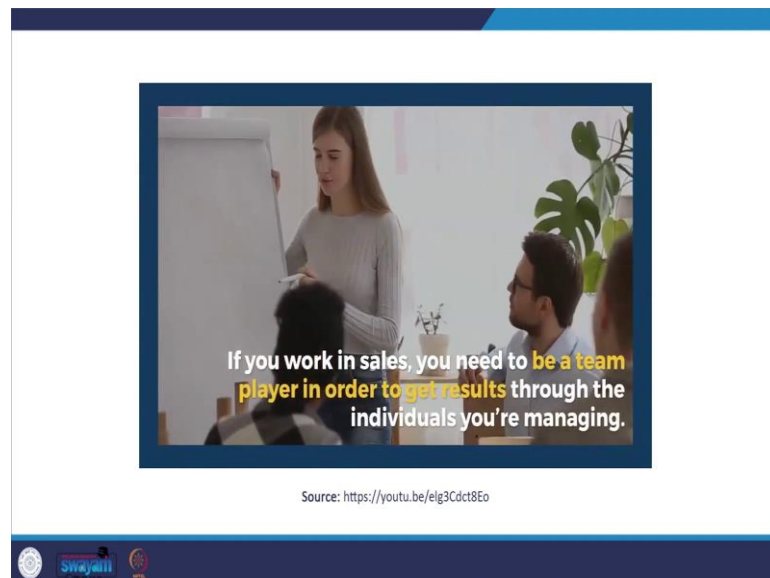 If you work in sales, you need to be a team
player in order to get results through the
individuals you're managing.
Source: https://youtu.be/elg3Cdct8Eo
swayam